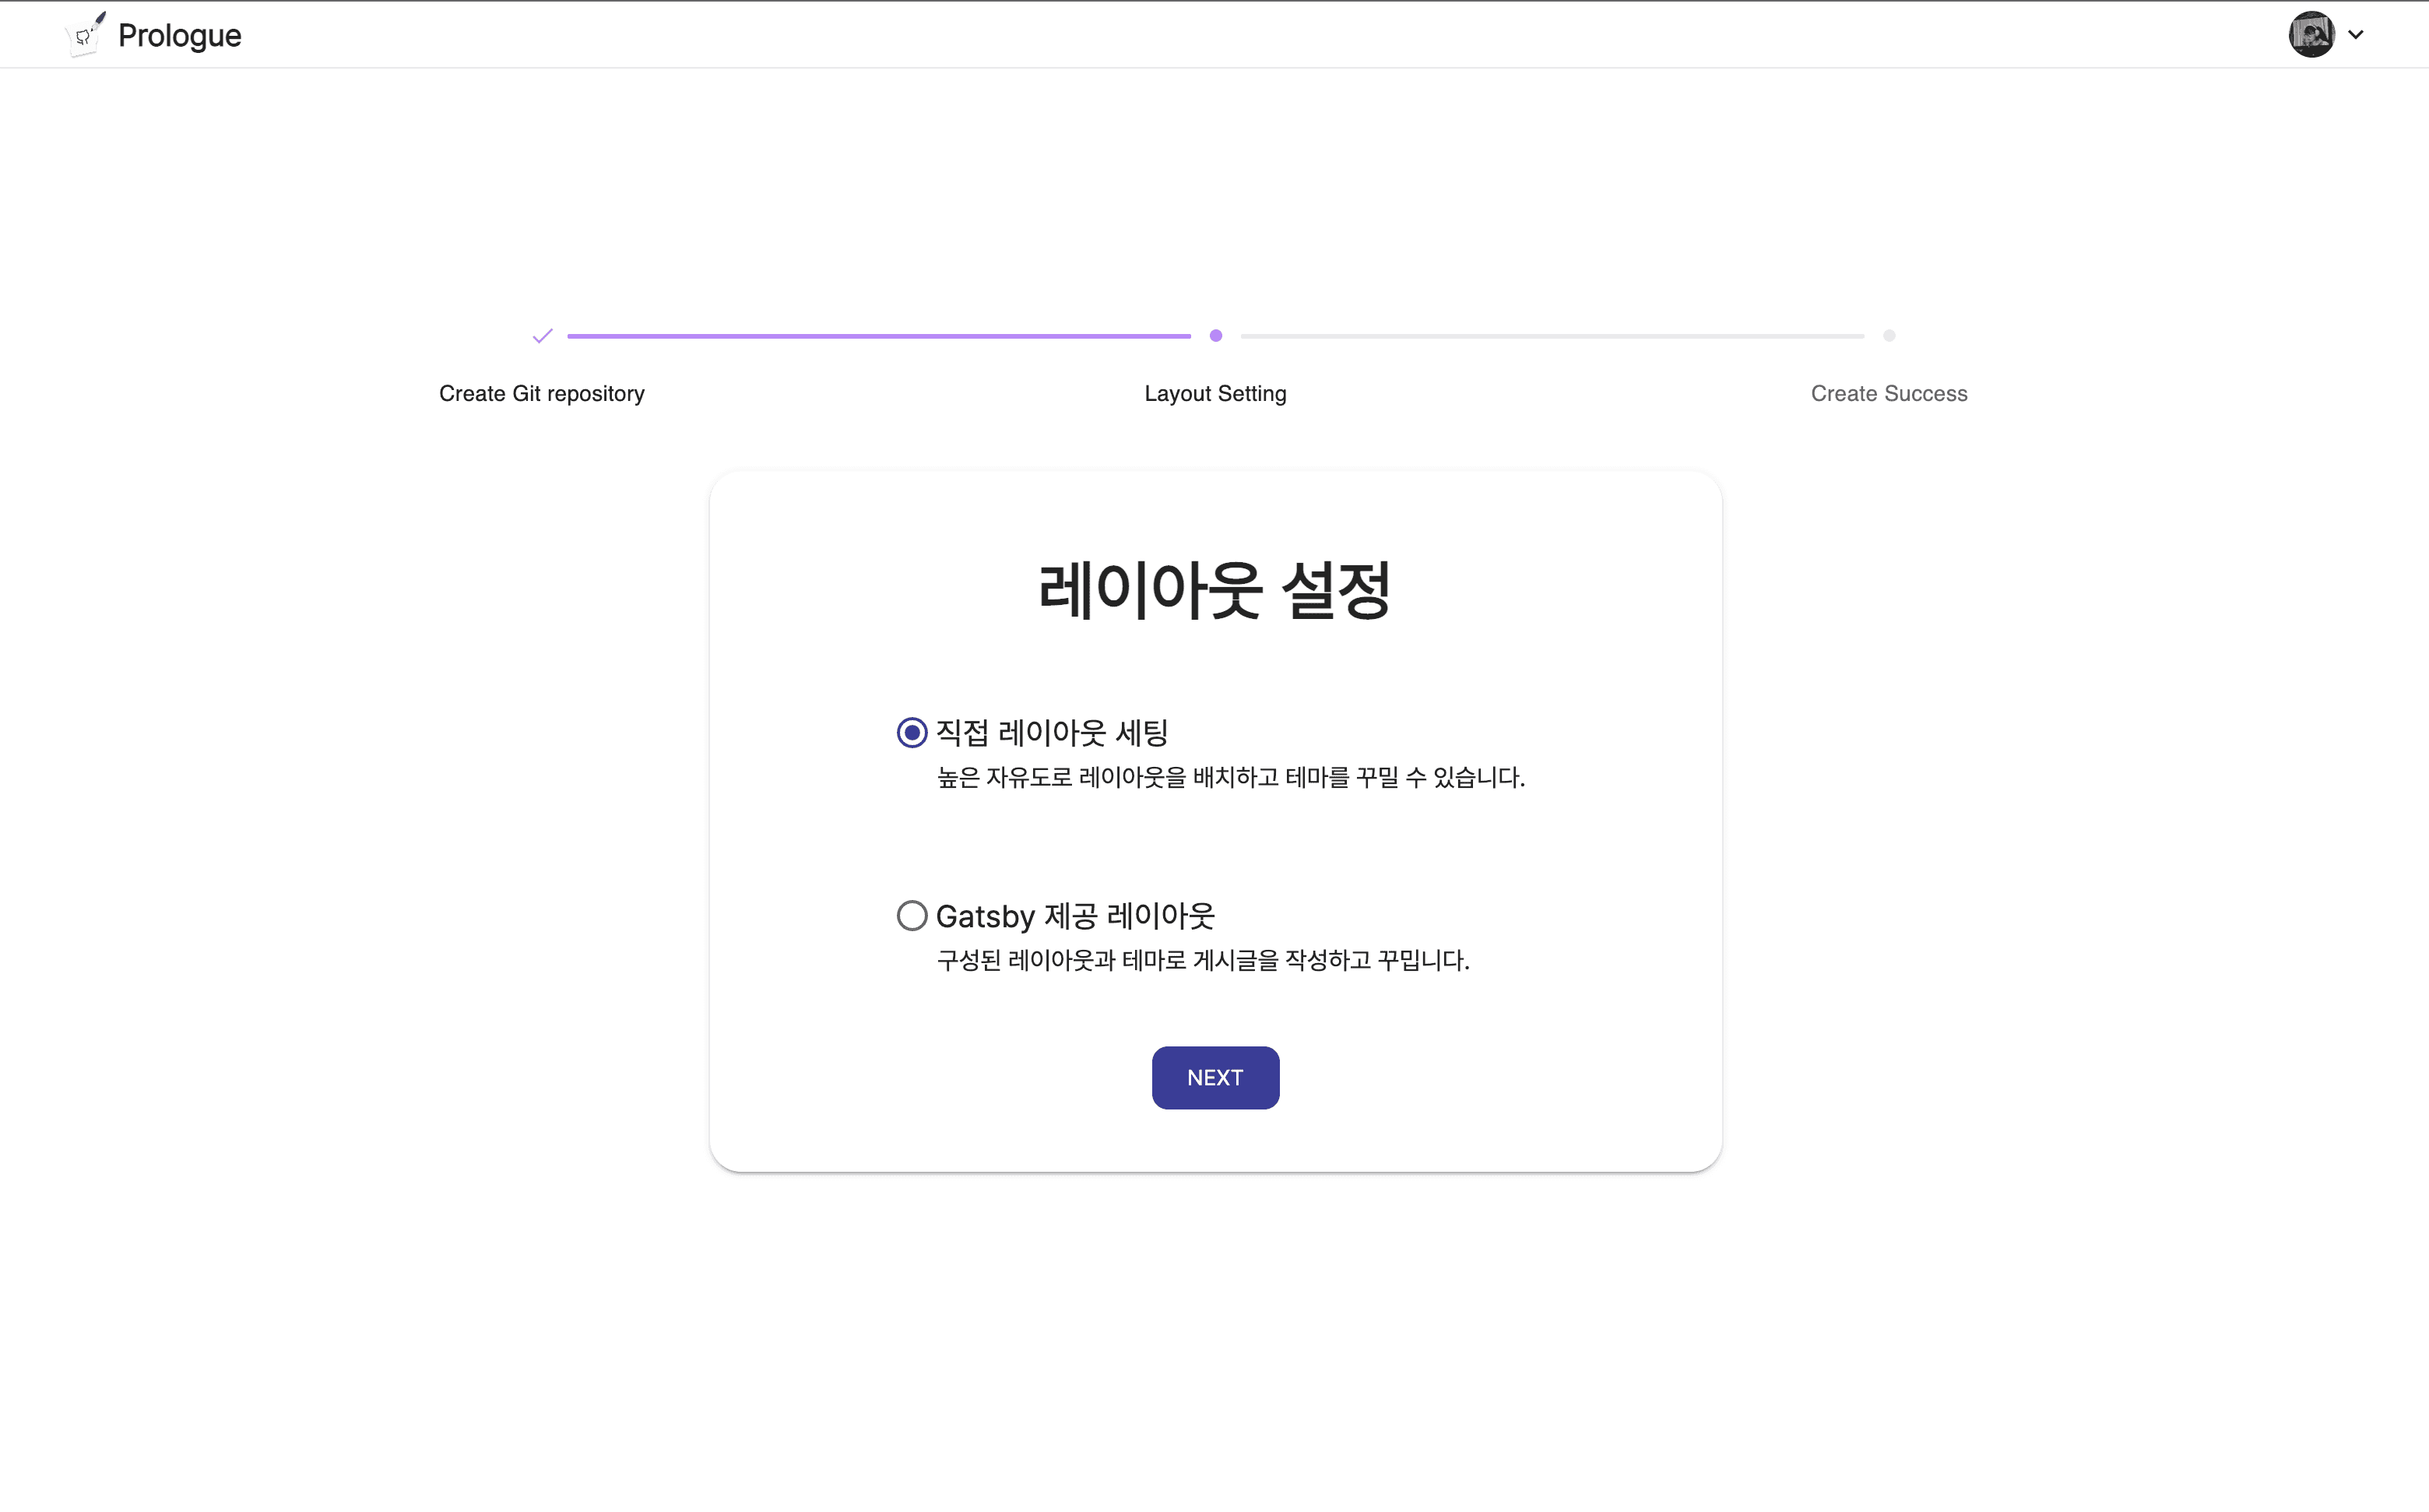 Prologue
Create Git repository
Layout Setting
Create Success
레이아웃 설정
직접 레이아웃 세팅
높은 자유도로 레이아웃을 배치하고 테마를 꾸밀 수 있습니다.
Gatsby 제공 레이아웃
구성된 레이아웃과 테마로 게시글을 작성하고 꾸밉니다.
NEXT